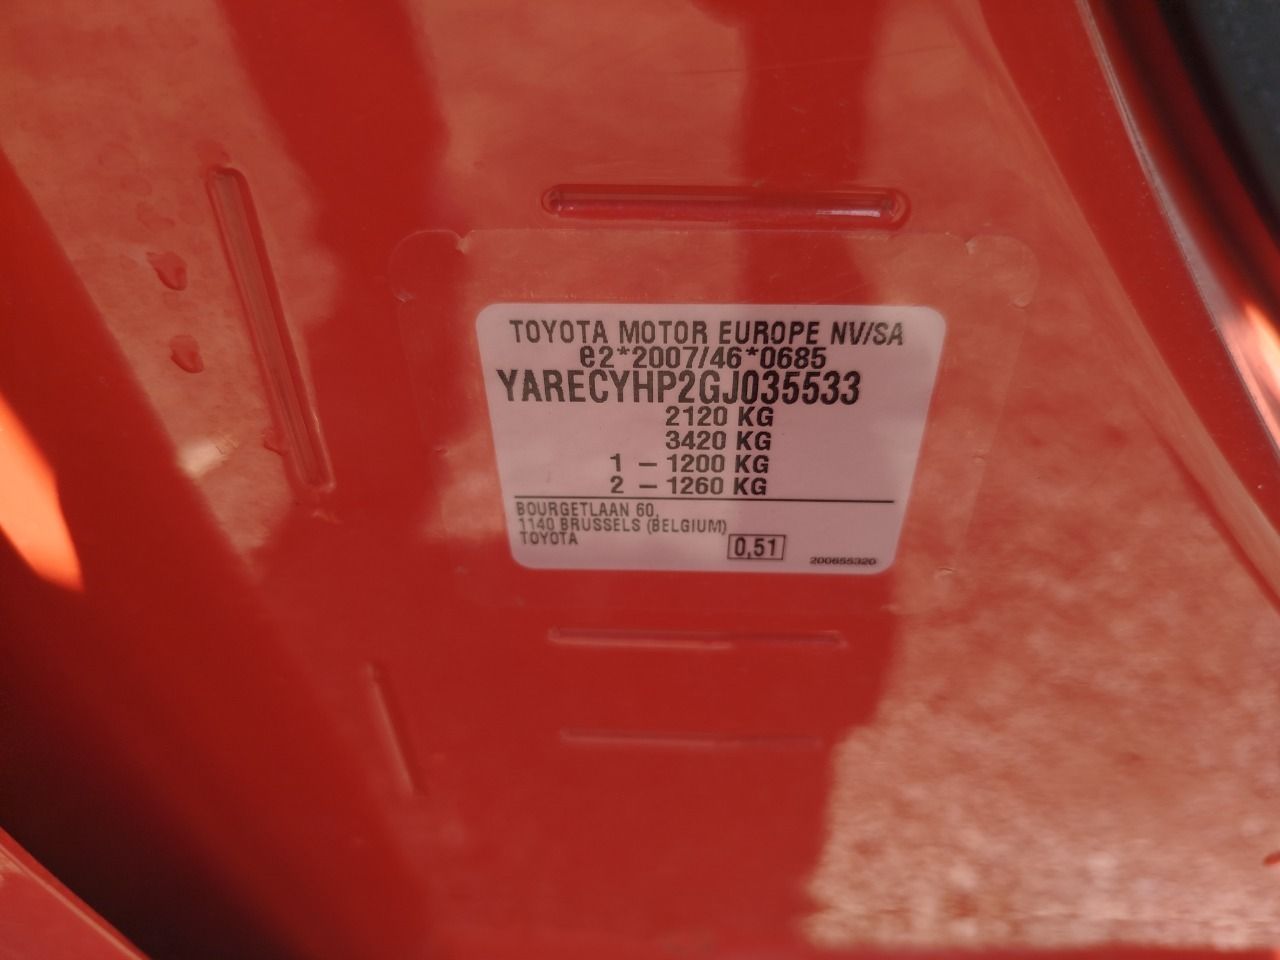 TOYOTA MOTOR EUROPE NV/SA
e2*2007/46*0685
YARECYHP2GJ035533
2120 KG
3420 KG
1 – 1200 KG
2 – 1260 KG
BOURGETLAAN 60,
1140 BRUSSELS (BELGIUM)
TOYOTA
0,51
200655320